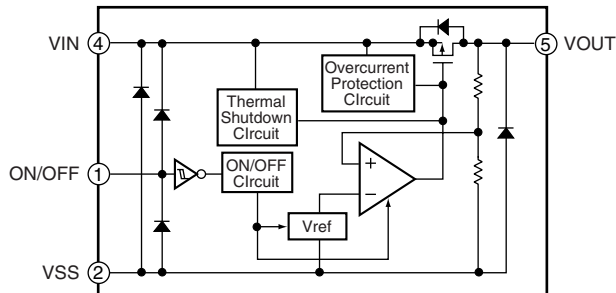 VIN
4
5
VOUT
Overcurrent
Protection
CIrcuit
Thermal
Shutdown
CIrcuit
ON/OFF
1
ON/OFF
CIrcuit
+
−
Vref
VSS
2